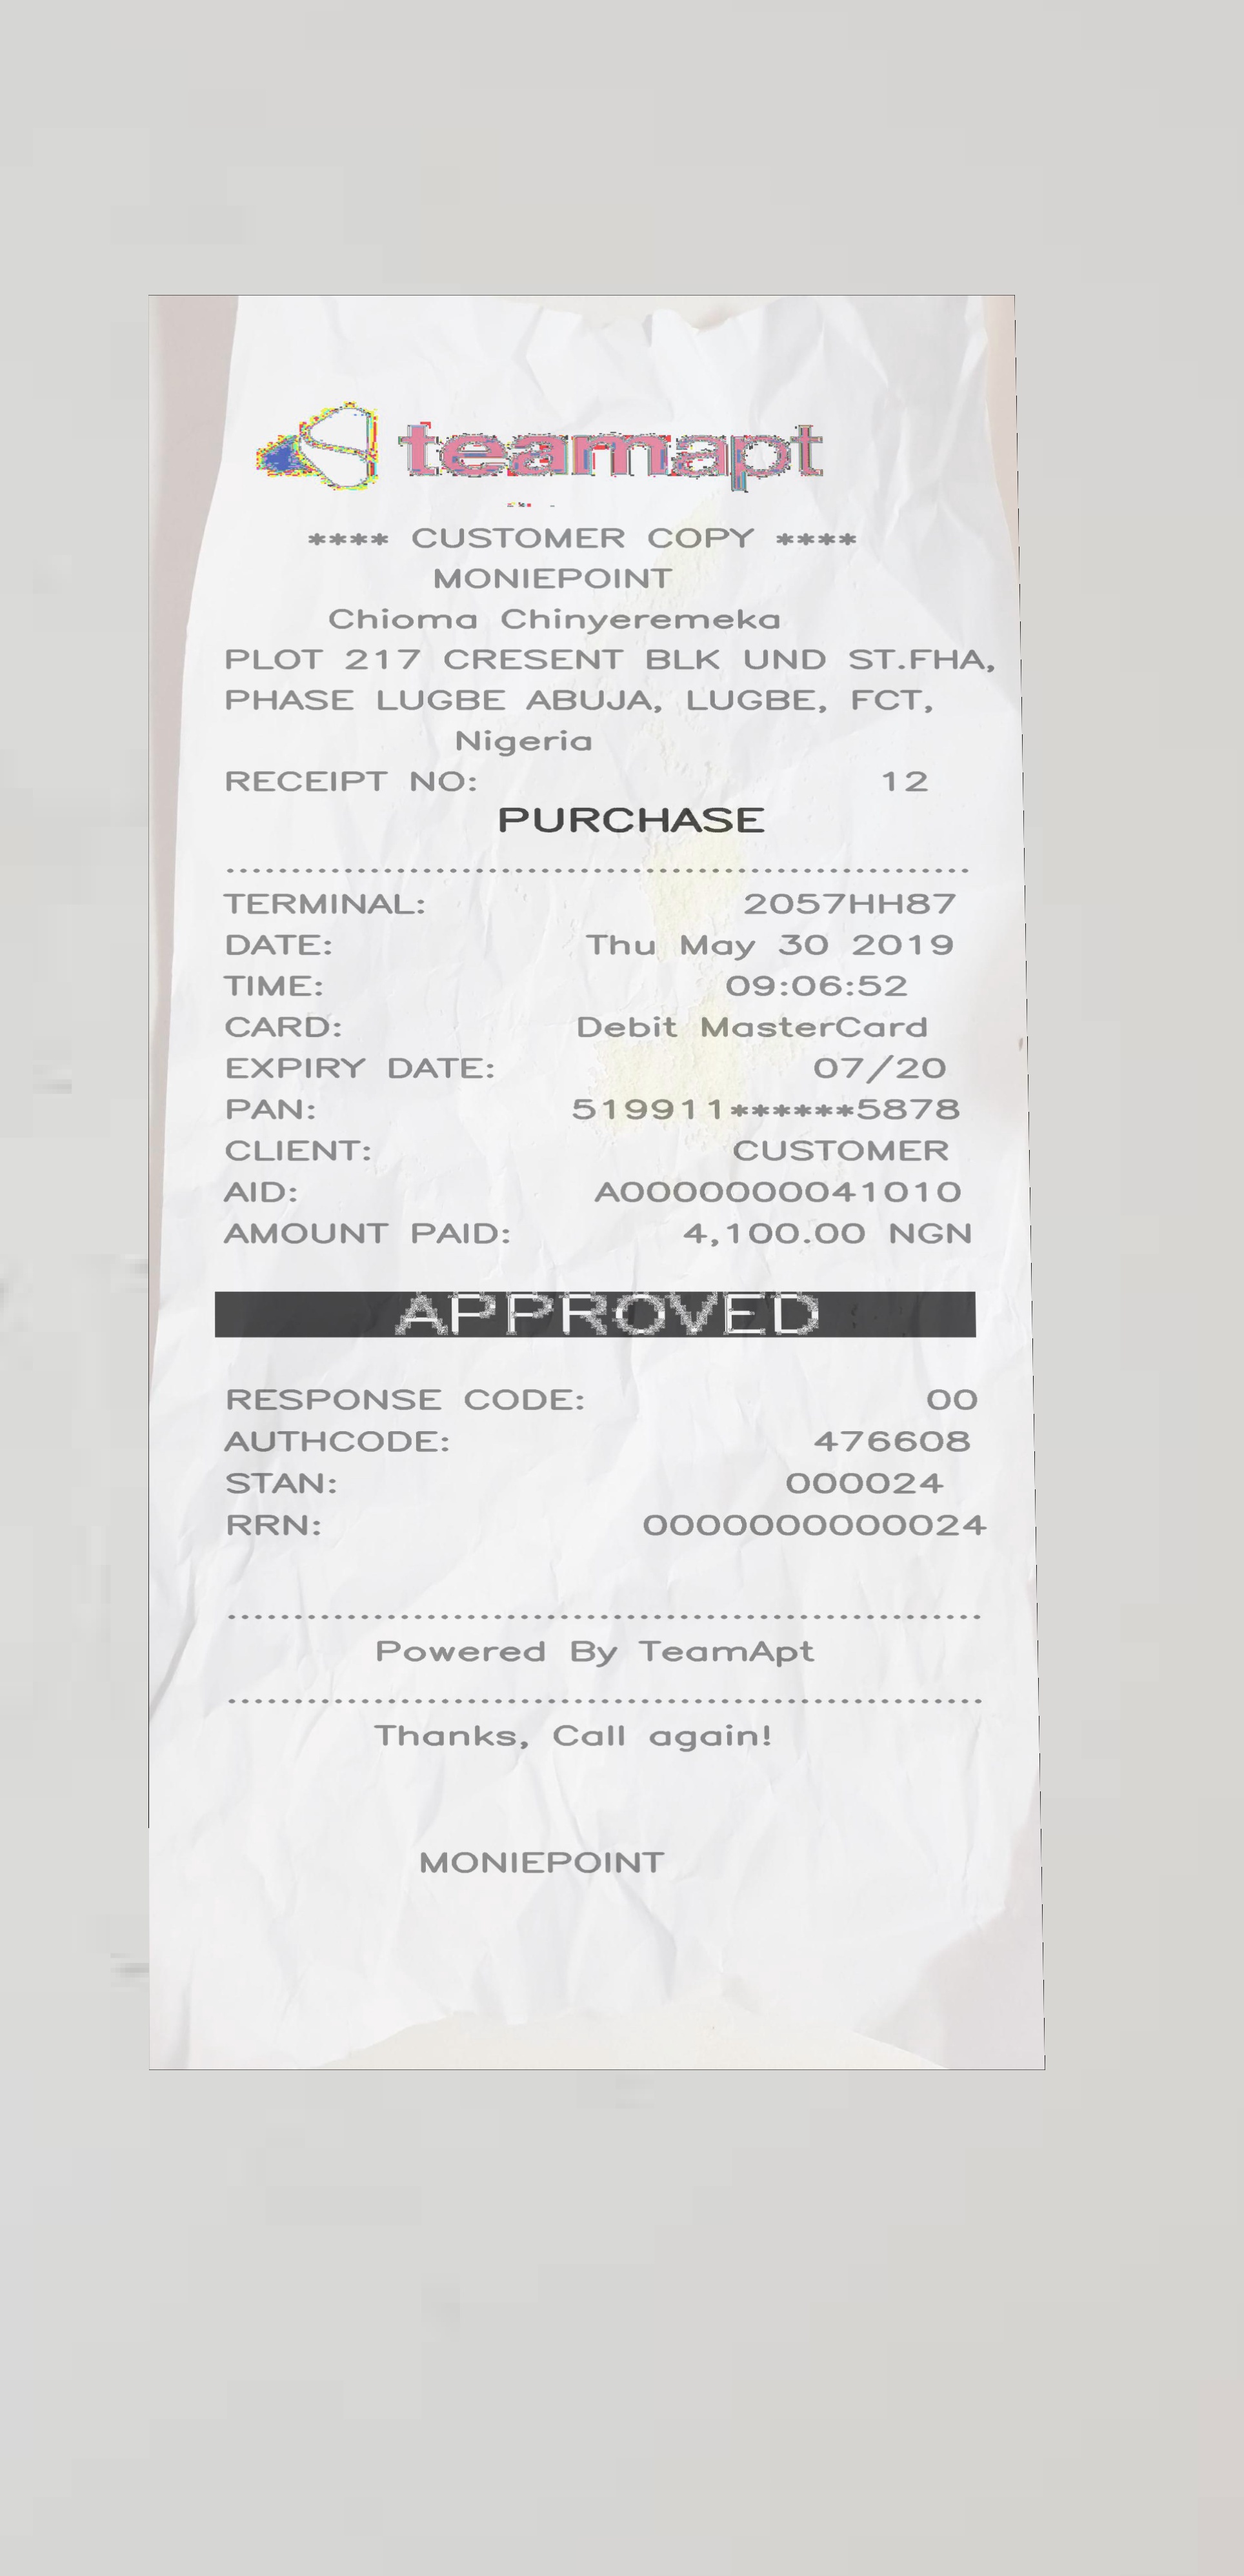 teamapt
**** CUSTOMER COPY ****
MONIEPOINT
Chioma Chinyeremeka
PLOT 217 CRESENT BLK UND ST.FHA,
PHASE LUGBE ABUJA, LUGBE, FCT,
Nigeria
RECEIPT NO: 12
PURCHASE
TERMINAL: 2057HH87
DATE: Thu May 30 2019
TIME: 09:06:52
CARD: Debit MasterCard
EXPIRY DATE: 07/20
PAN: 519911******5878
CLIENT: CUSTOMER
AID: A0000000041010
AMOUNT PAID: 4,100.00 NGN
APPROVED
RESPONSE CODE: 00
AUTHCODE: 476608
STAN: 000024
RRN: 0000000000024
Powered By TeamApt
Thanks, Call again!
MONIEPOINT